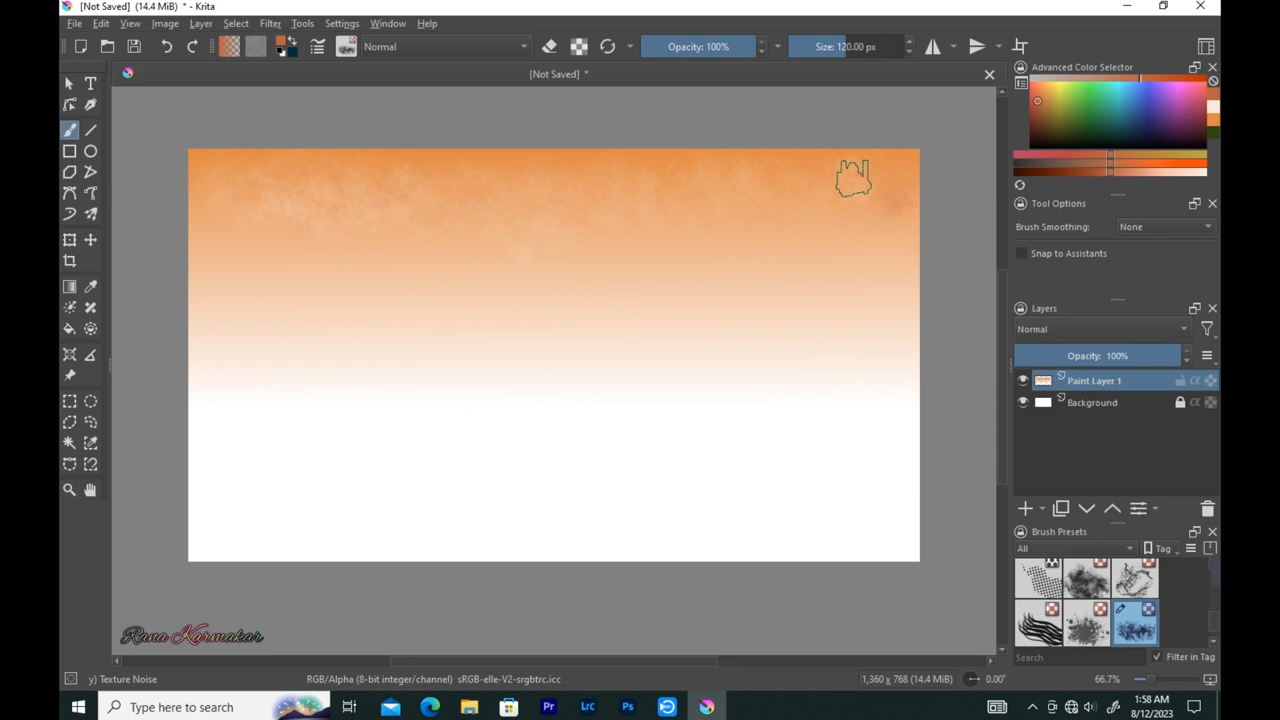 [Not Saved] (14.4 MiB) * - Krita
File Edit View Image Layer Select Filter Tools Settings Window Help
Normal
Opacity: 100%
Size: 120.00 px
[Not Saved] *
Advanced Color Selector
Tool Options
Brush Smoothing: None
Snap to Assistants
Layers
Normal
Opacity: 100%
Paint Layer 1
Background
Brush Presets
All
Tag
Search
Filter in Tag
Rana Karmakar
y) Texture Noise
RGB/Alpha (8-bit integer/channel) sRGB-elle-V2-srgbtrc.icc
1,360 x 768 (14.4 MiB)
0.00°
66.7%
Type here to search
Pr
Lrc
Ps
1:58 AM
8/12/2023